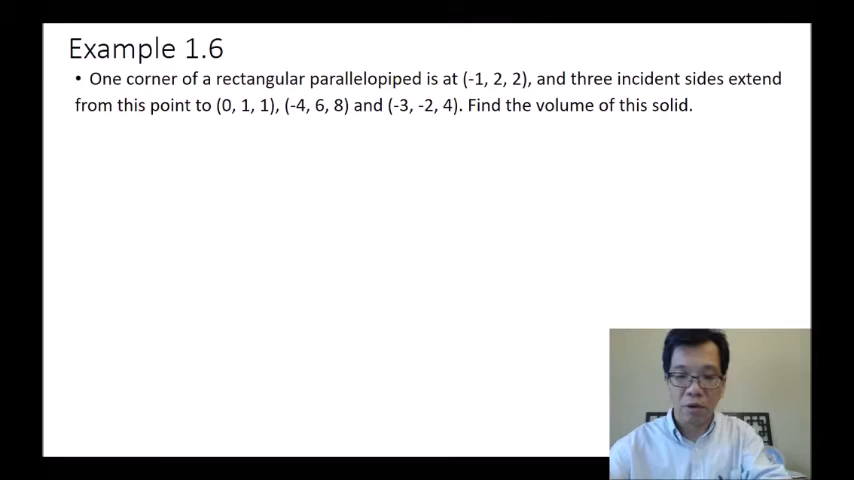 Example 1.6
• One corner of a rectangular parallelopiped is at (-1, 2, 2), and three incident sides extend
from this point to (0, 1, 1), (-4, 6, 8) and (-3, -2, 4). Find the volume of this solid.